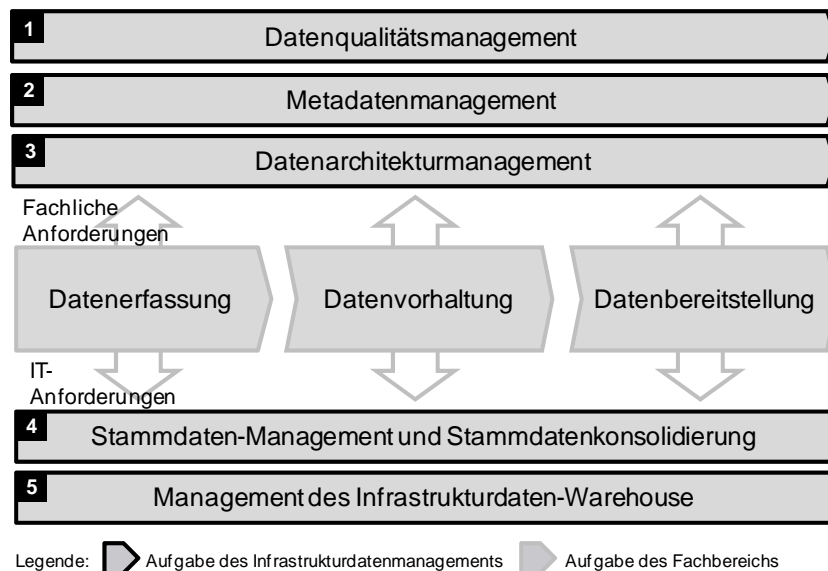 1
Datenqualitätsmanagement
2
Metadatenmanagement
3
Datenarchitekturmanagement
Fachliche
Anforderungen
Datenerfassung
Datenvorhaltung
Datenbereitstellung
IT-
Anforderungen
4
Stammdaten-Management und Stammdatenkonsolidierung
5
Management des Infrastrukturdaten-Warehouse
Legende: Aufgabe des Infrastrukturdatenmanagements Aufgabe des Fachbereichs